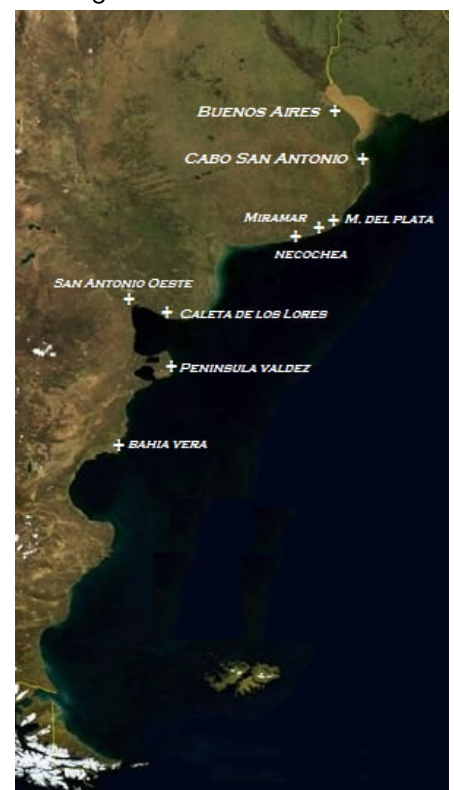 BUENOS AIRES
CABO SAN ANTONIO
MIRAMAR
M. DEL PLATA
NECOCHEA
SAN ANTONIO OESTE
CALETA DE LOS LORES
PENINSULA VALDEZ
BAHIA VERA